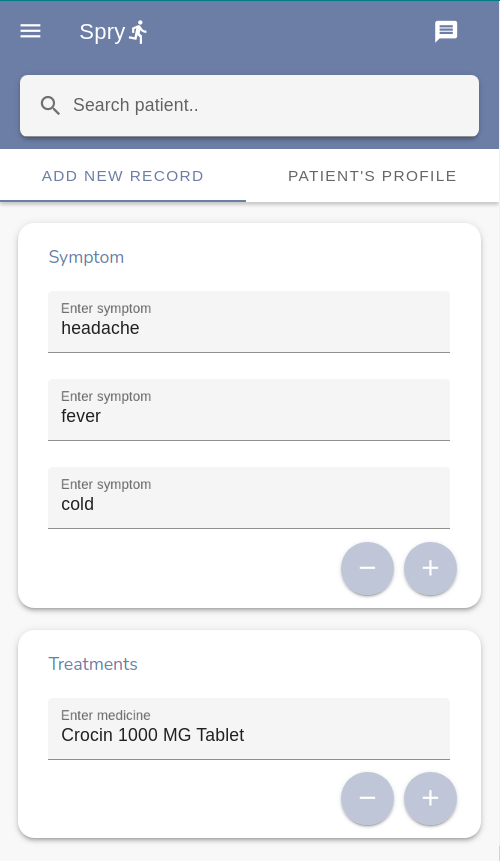 Spry
Search patient..
ADD NEW RECORD
PATIENT'S PROFILE
Symptom
Enter symptom
headache
Enter symptom
fever
Enter symptom
cold
Treatments
Enter medicine
Crocin 1000 MG Tablet